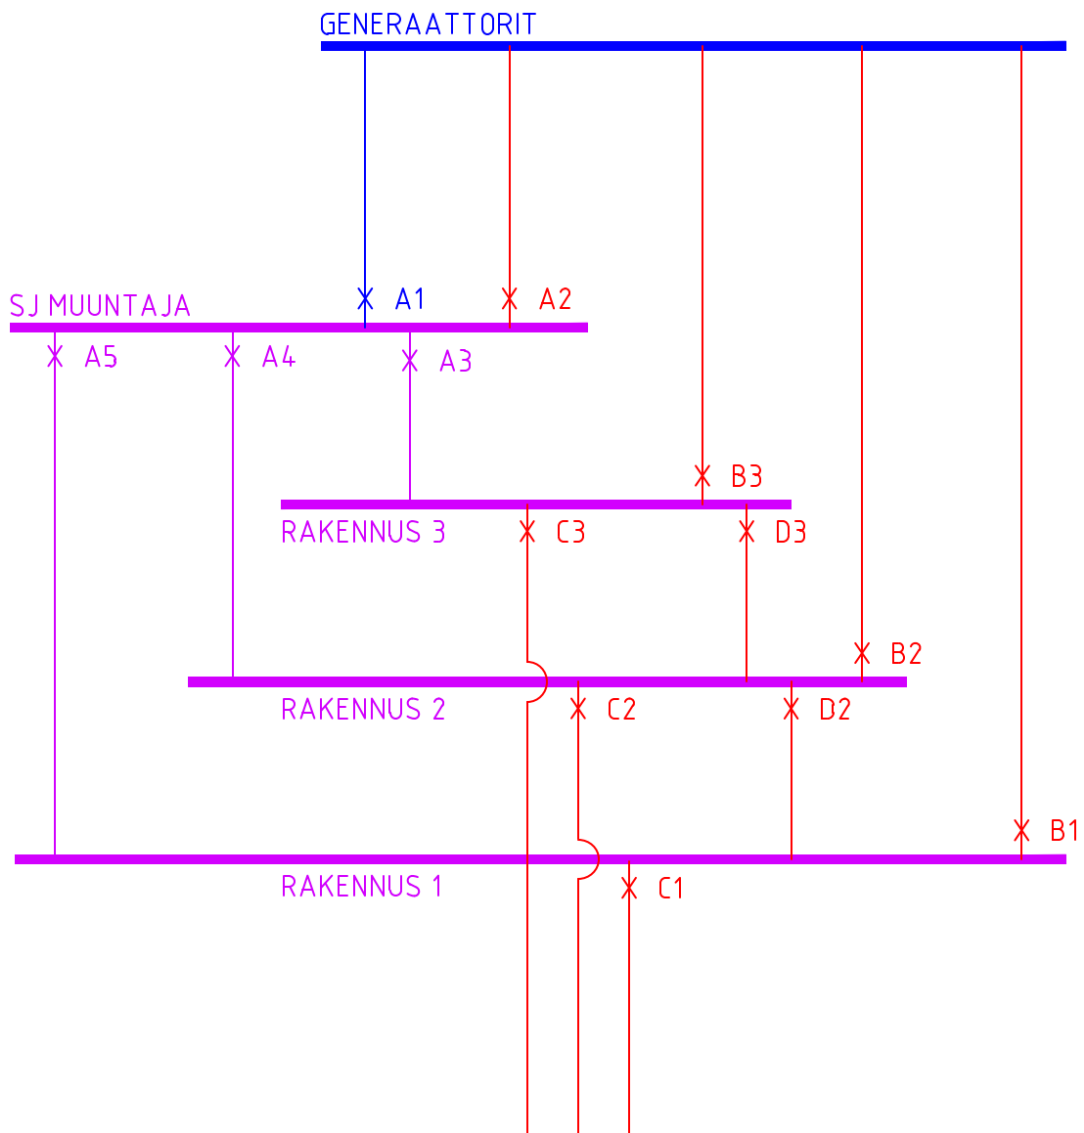 GENERAATTORIT
SJ MUUNTAJA
A1
A2
A5
A4
A3
B3
RAKENNUS 3
C3
D3
B2
RAKENNUS 2
C2
D2
B1
RAKENNUS 1
C1